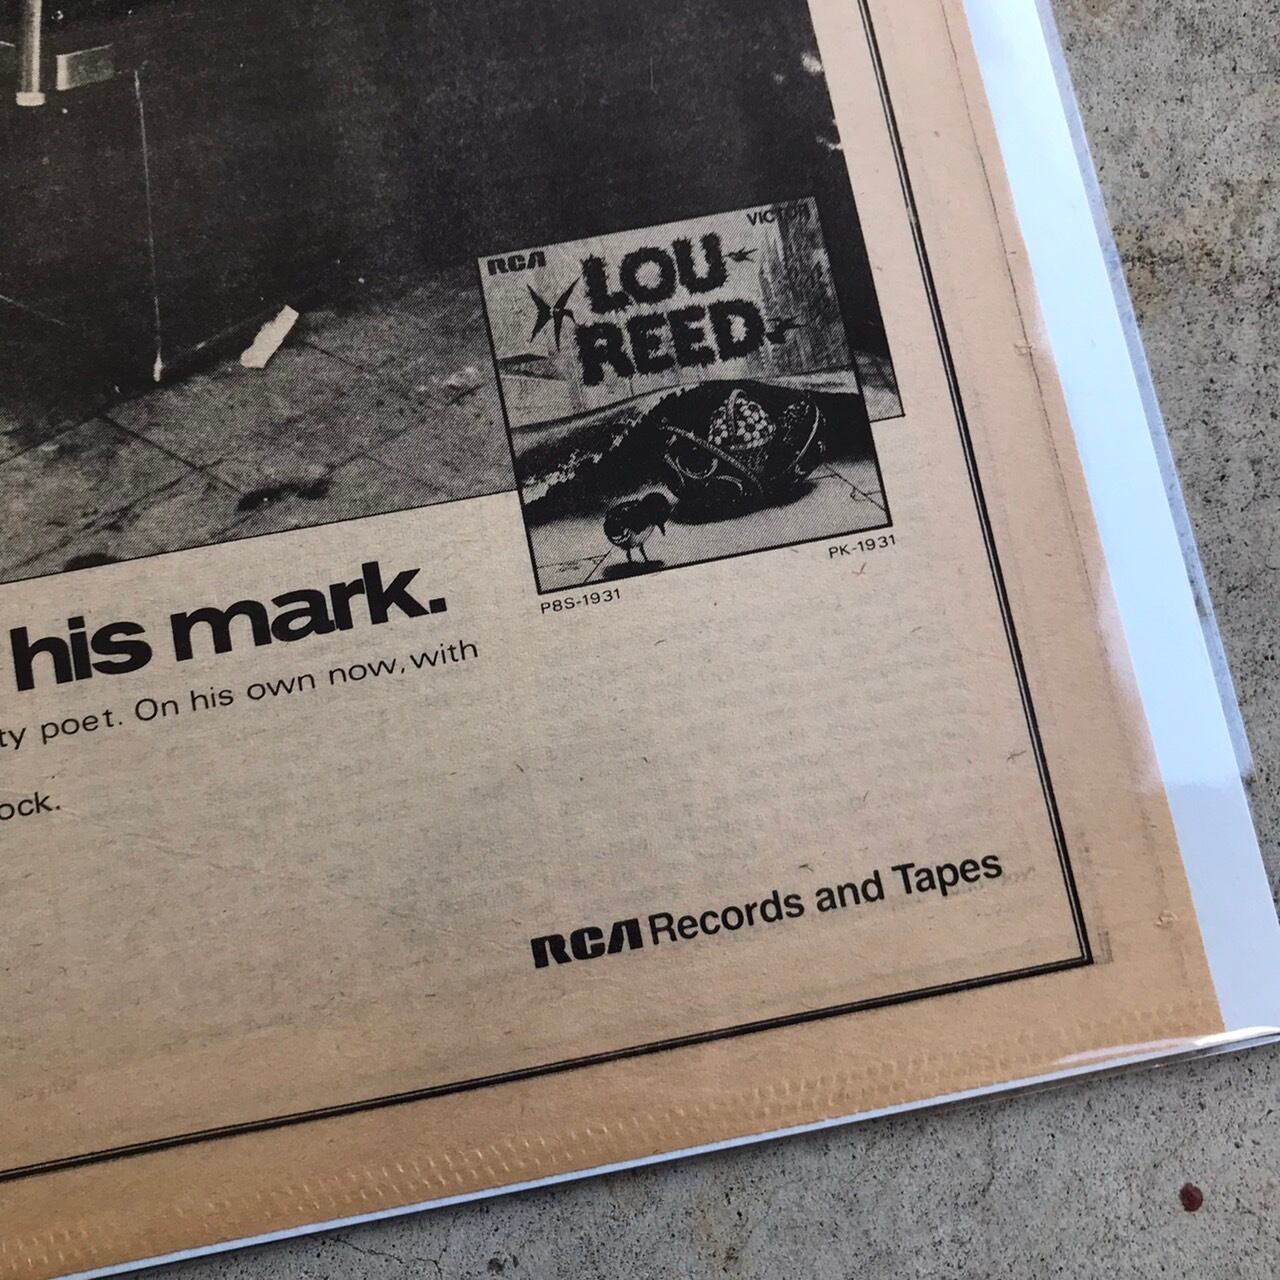 RCA
VICTOR
LOU
REED
P8S-1931
PK-1931
his mark.
ty poet. On his own now, with
ock.
RCA Records and Tapes